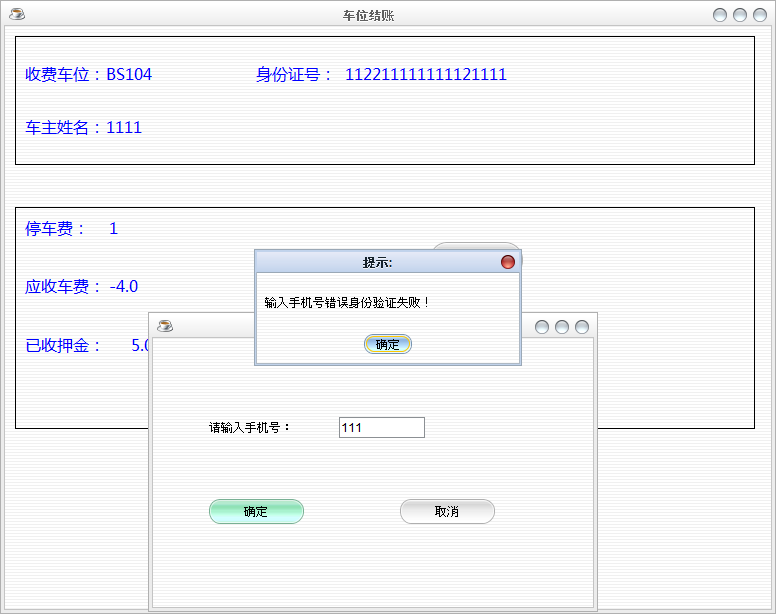 车位结账
收费车位：BS104 身份证号： 112211111111121111
车主姓名：1111
停车费： 1
提示:
应收车费： -4.0
输入手机号错误身份验证失败！
已收押金： 5.0
确定
请输入手机号： 111
确定 取消